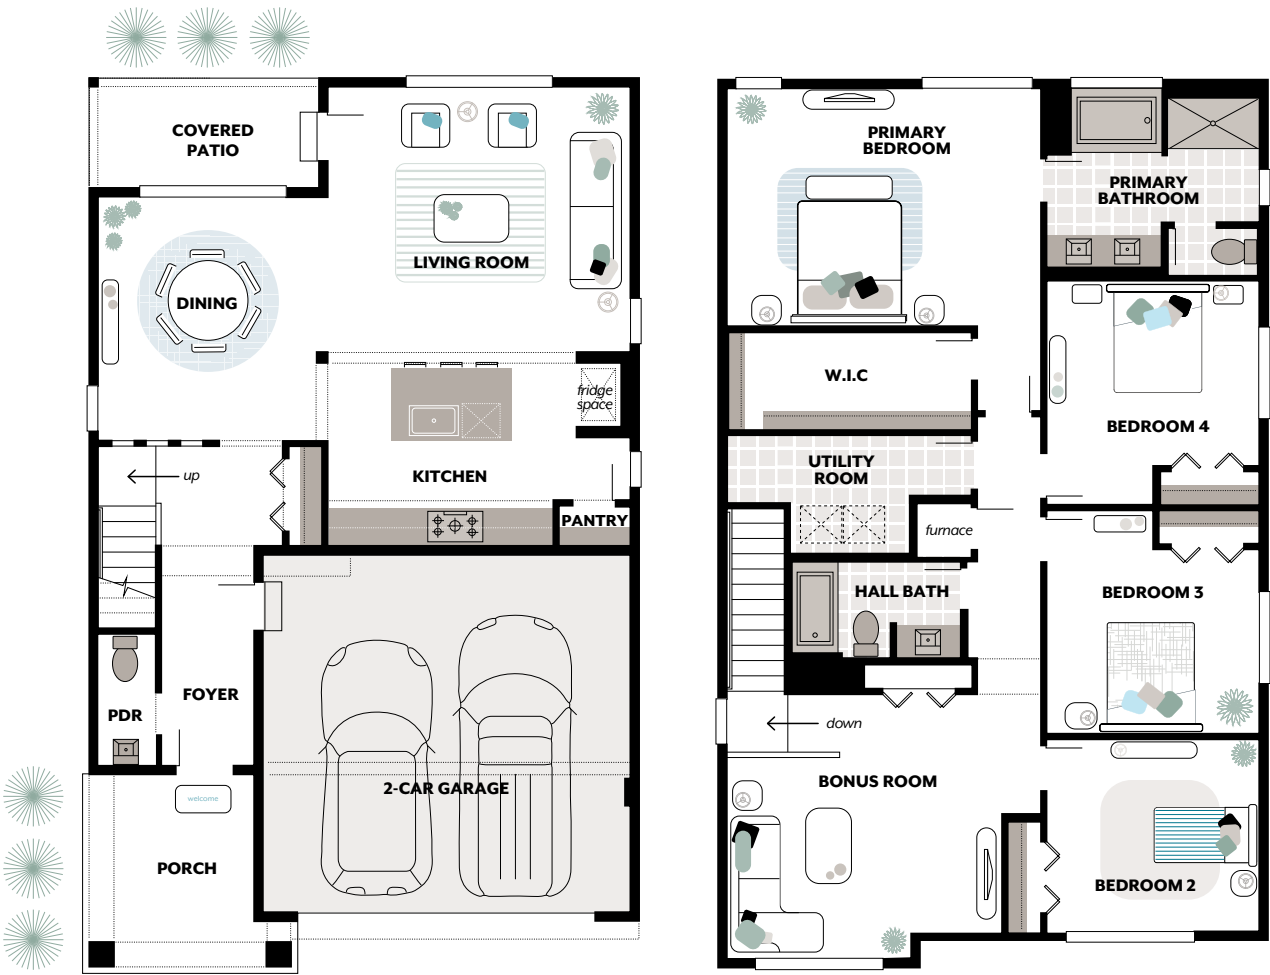 COVERED
PATIO
LIVING ROOM
DINING
fridge
space
KITCHEN
up
PANTRY
FOYER
PDR
2-CAR GARAGE
welcome
PORCH
PRIMARY
BEDROOM
PRIMARY
BATHROOM
W.I.C
BEDROOM 4
UTILITY
ROOM
furnace
HALL BATH
BEDROOM 3
down
BONUS ROOM
BEDROOM 2